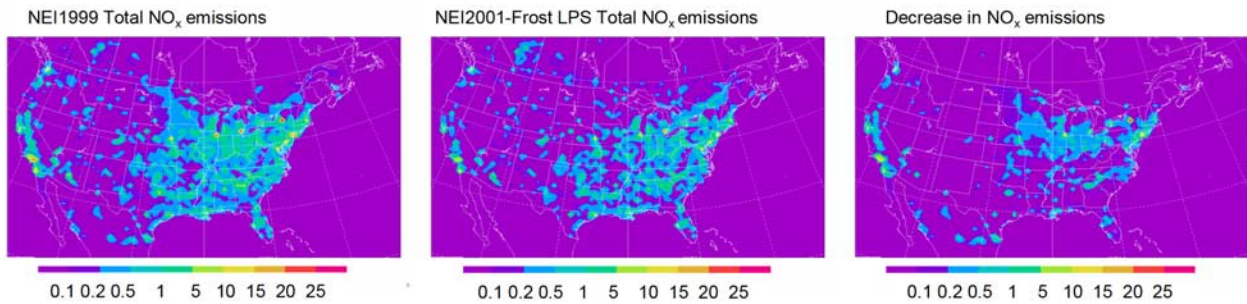 NEI1999 Total NOx emissions
NEI2001-Frost LPS Total NOx emissions
Decrease in NOx emissions
0.1 0.2 0.5 1 5 10 15 20 25
0.1 0.2 0.5 1 5 10 15 20 25
0.1 0.2 0.5 1 5 10 15 20 25